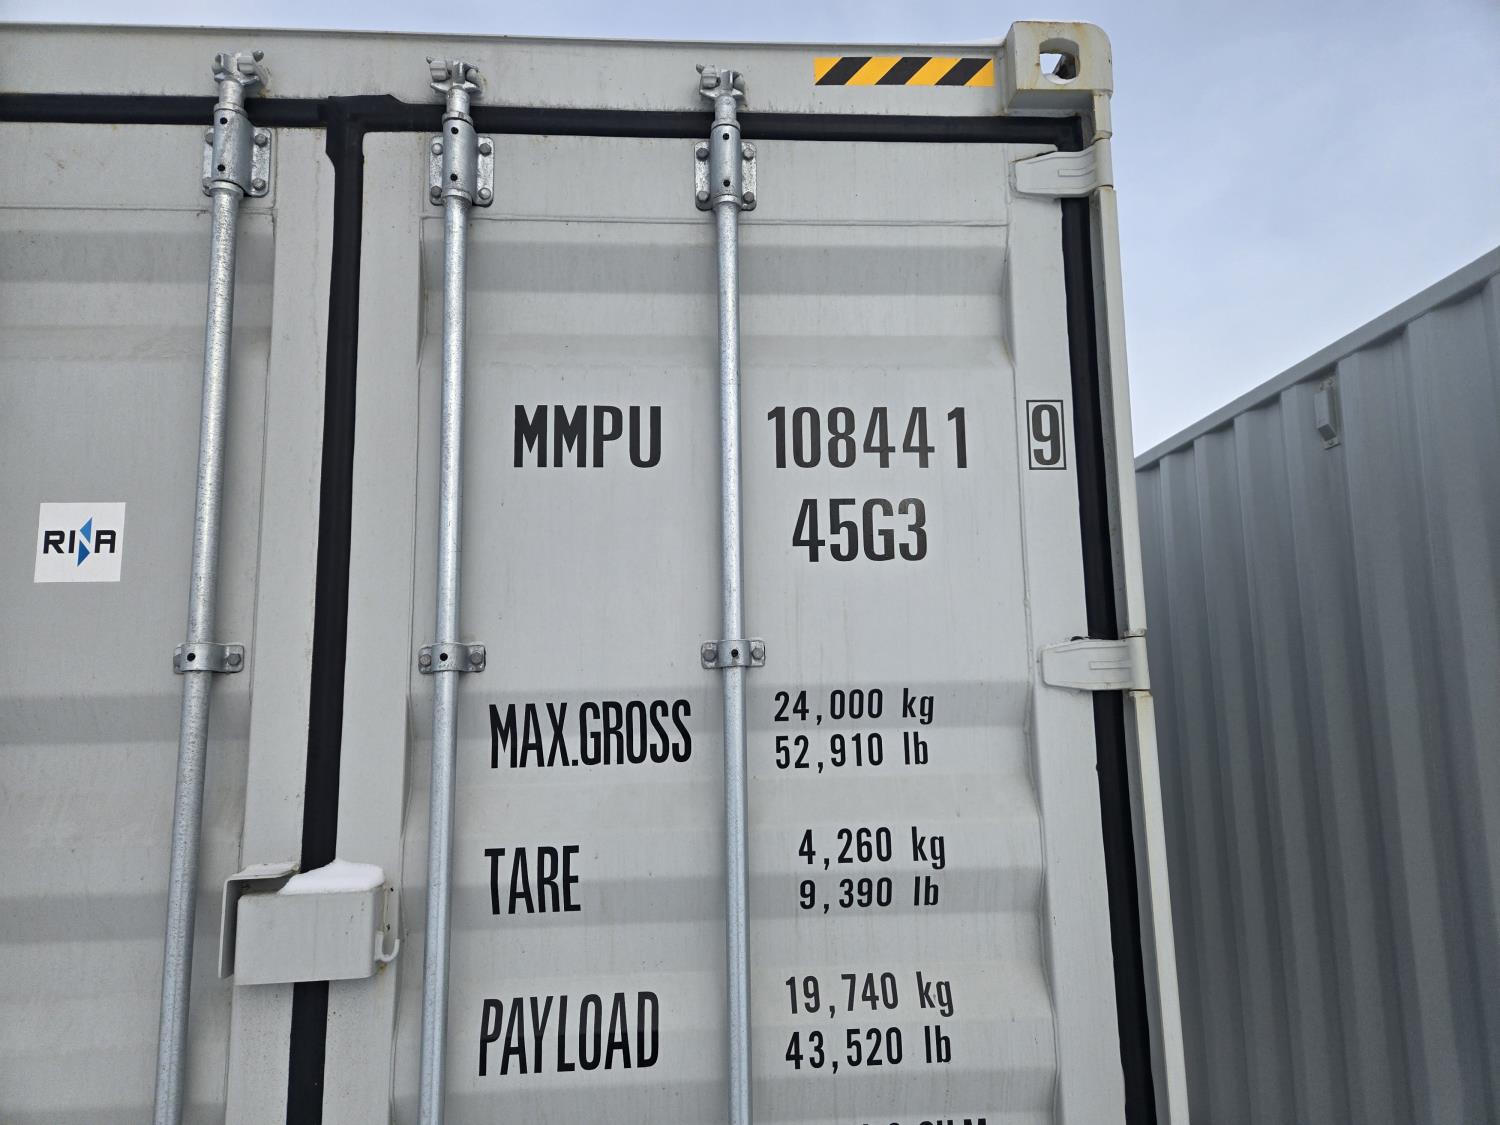 MMPU 108441 9
45G3
RINA
MAX.GROSS 24,000 kg
52,910 lb
TARE 4,260 kg
9,390 lb
PAYLOAD 19,740 kg
43,520 lb